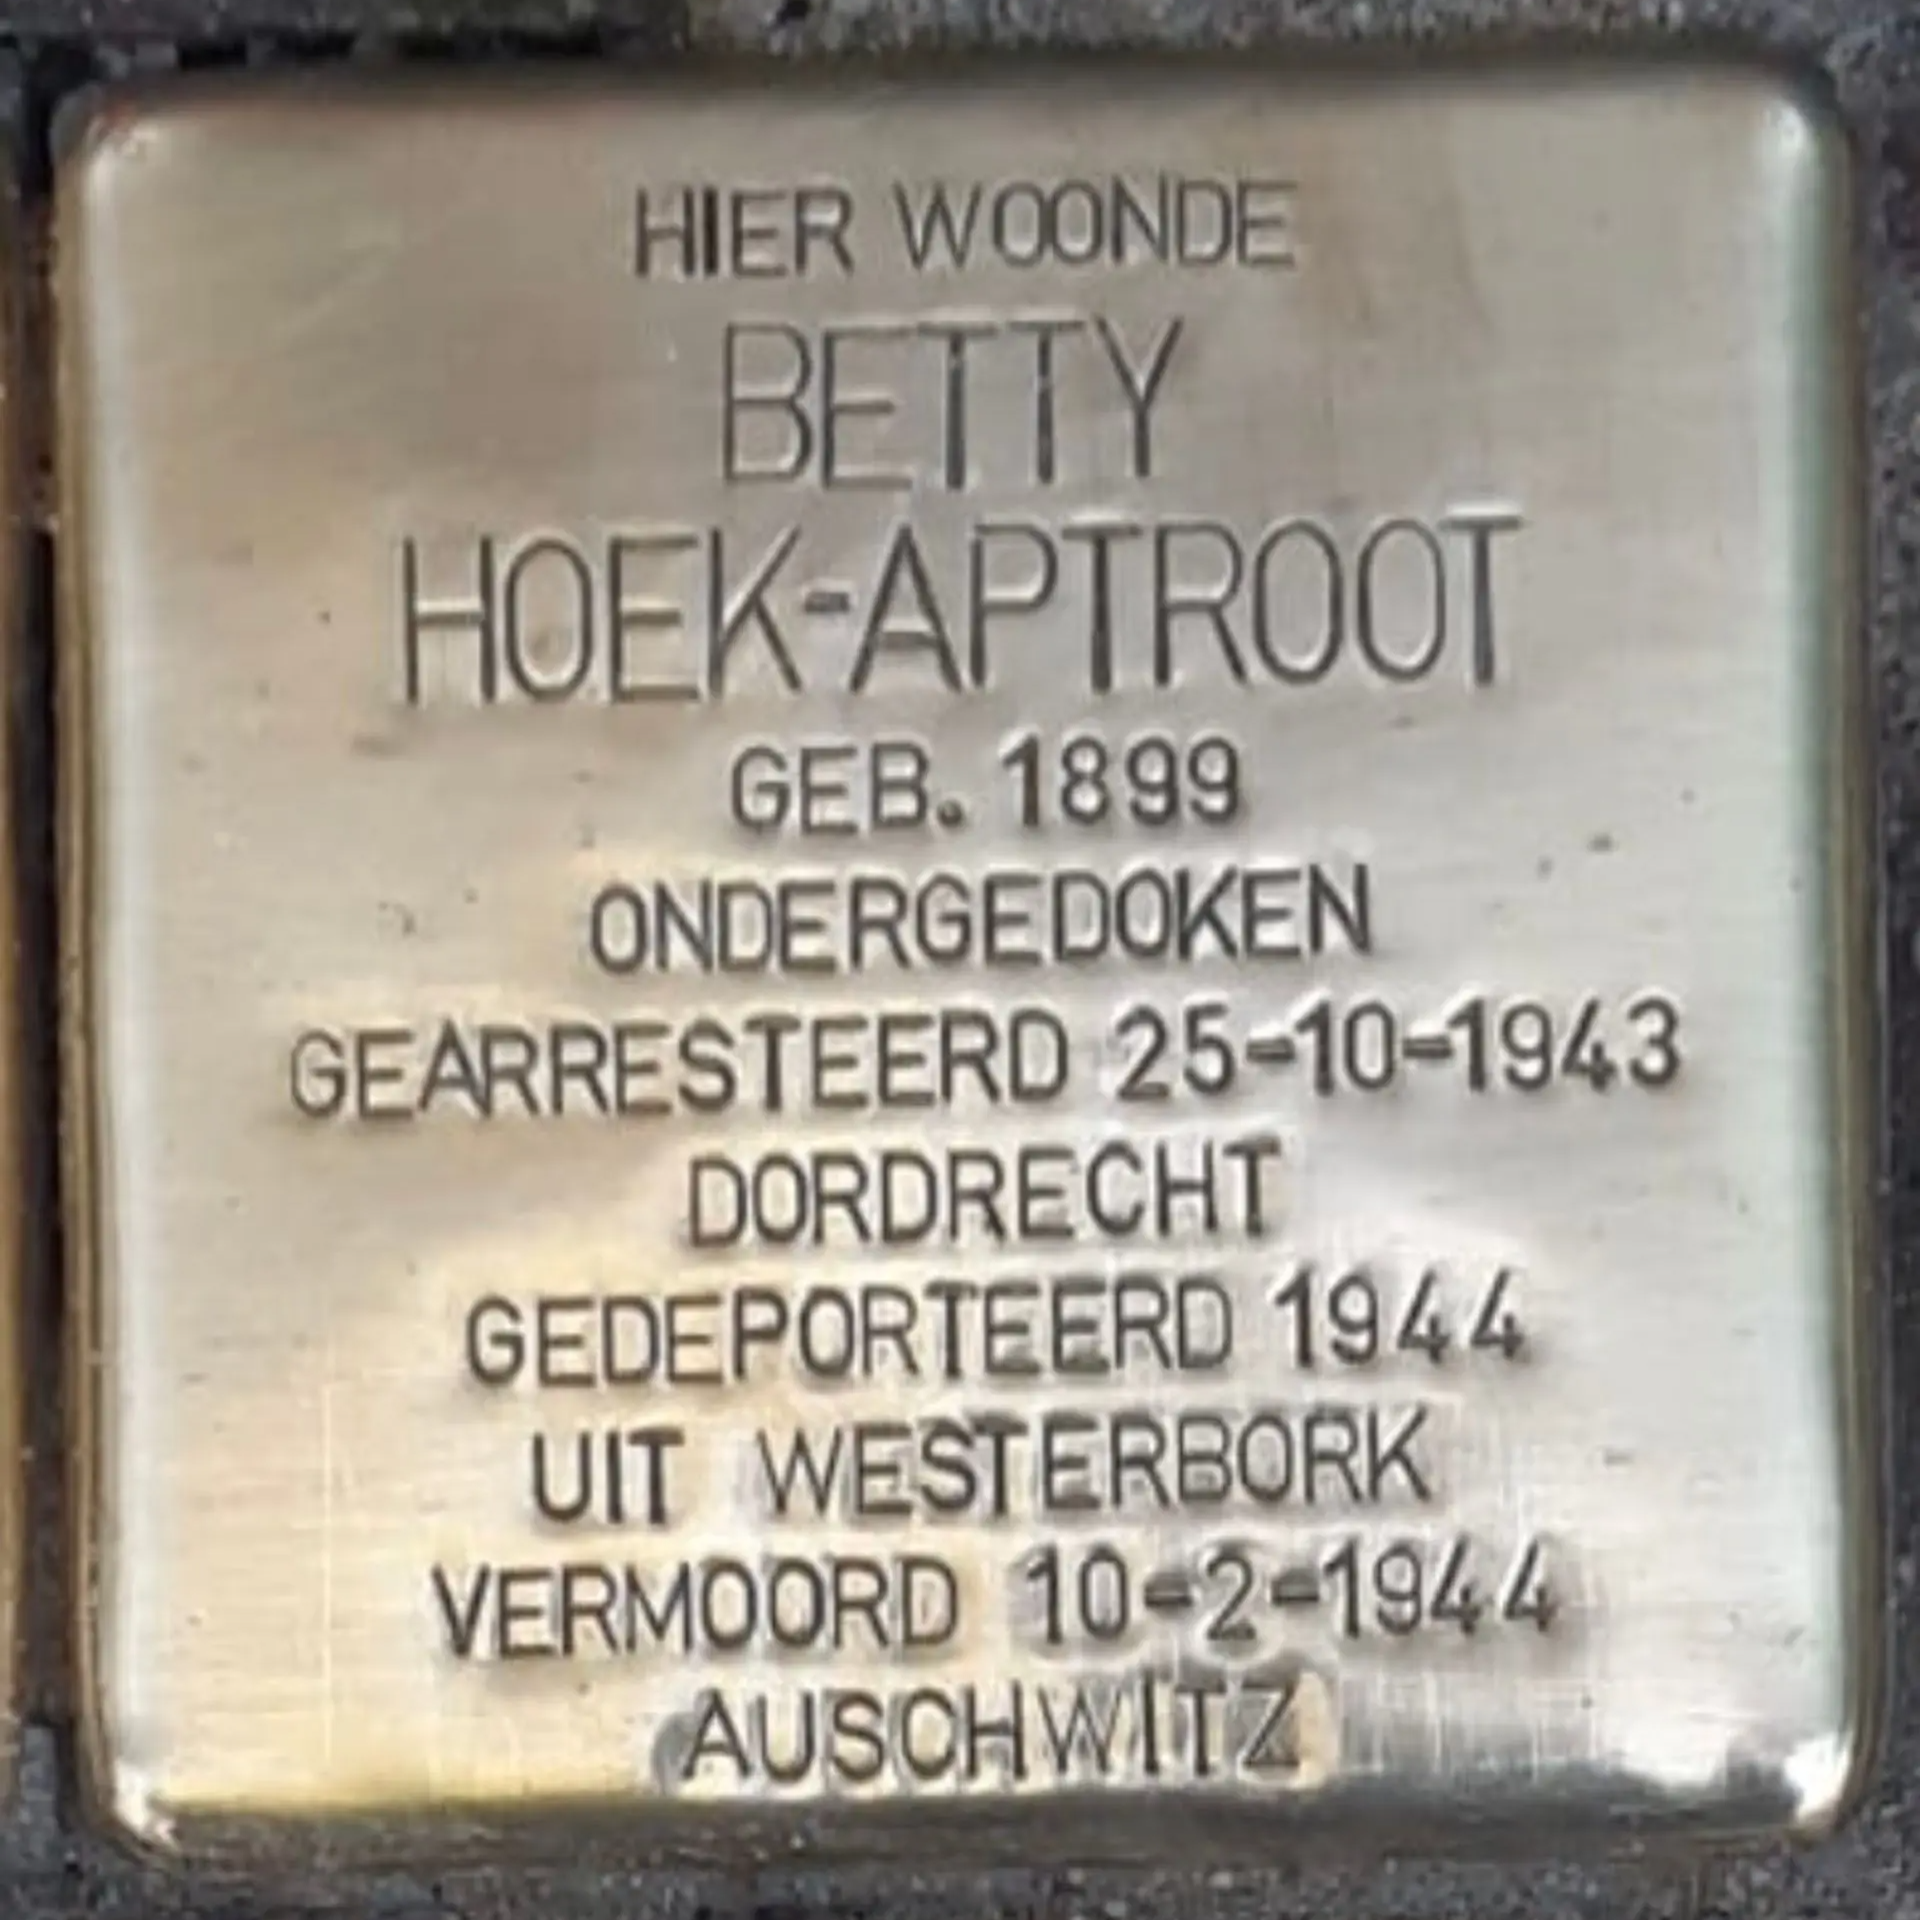 HIER WOONDE
BETTY
HOEK-APTROOT
GEB. 1899
ONDERGEDOKEN
GEARRESTEERD 25-10-1943
DORDRECHT
GEDEPORTEERD 1944
UIT WESTERBORK
VERMOORD 10-2-1944
AUSCHWITZ